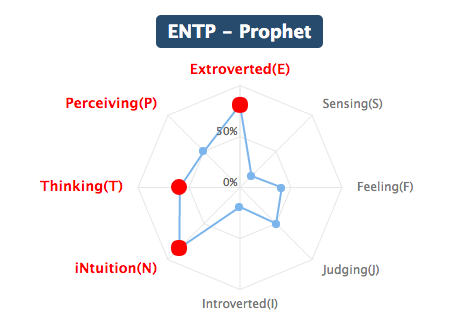 ENTP – Prophet
Extroverted(E)
Perceiving(P)
Sensing(S)
50%
Thinking(T)
0%
Feeling(F)
iNtuition(N)
Judging(J)
Introverted(I)